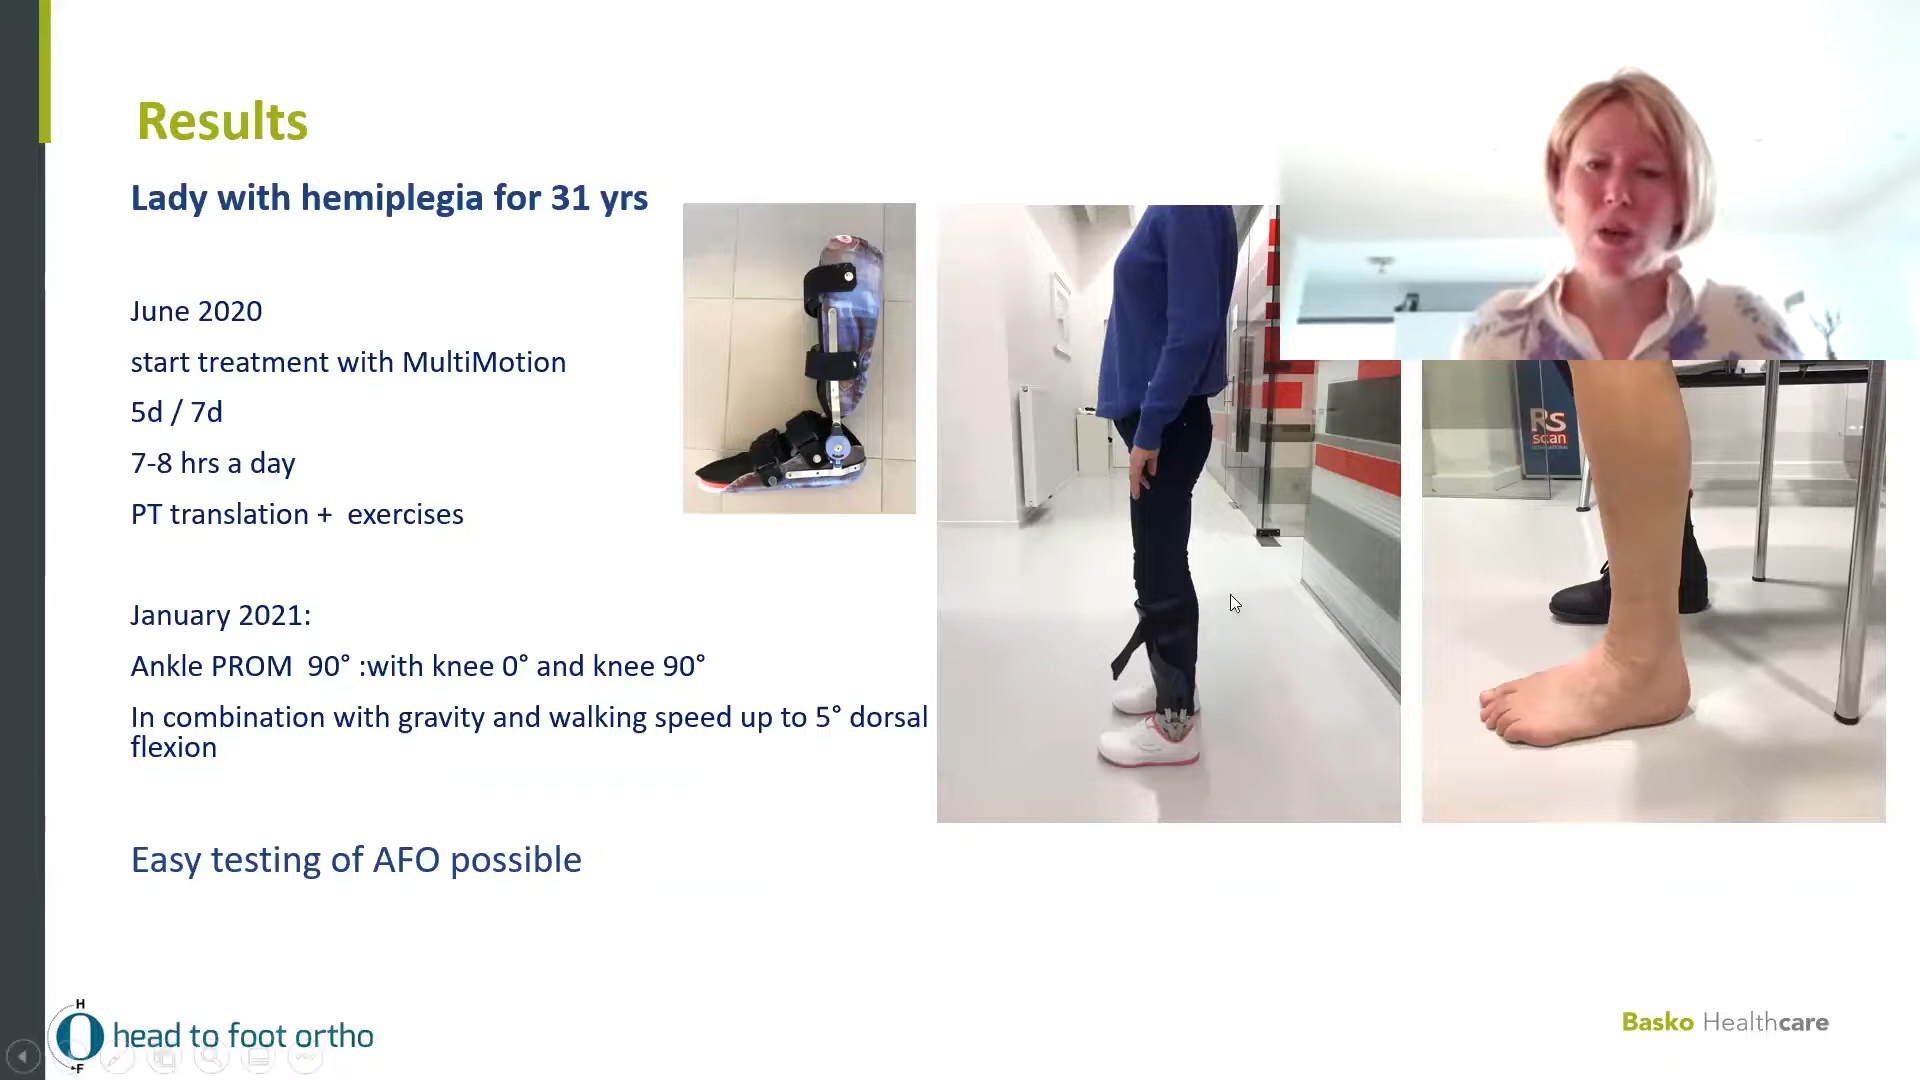 Results
Lady with hemiplegia for 31 yrs
June 2020
start treatment with MultiMotion
5d / 7d
7-8 hrs a day
PT translation +  exercises
January 2021:
Ankle PROM  90° :with knee 0° and knee 90°
In combination with gravity and walking speed up to 5° dorsal
flexion
Easy testing of AFO possible
Rs
scan
H
head to foot ortho
F
Basko Healthcare